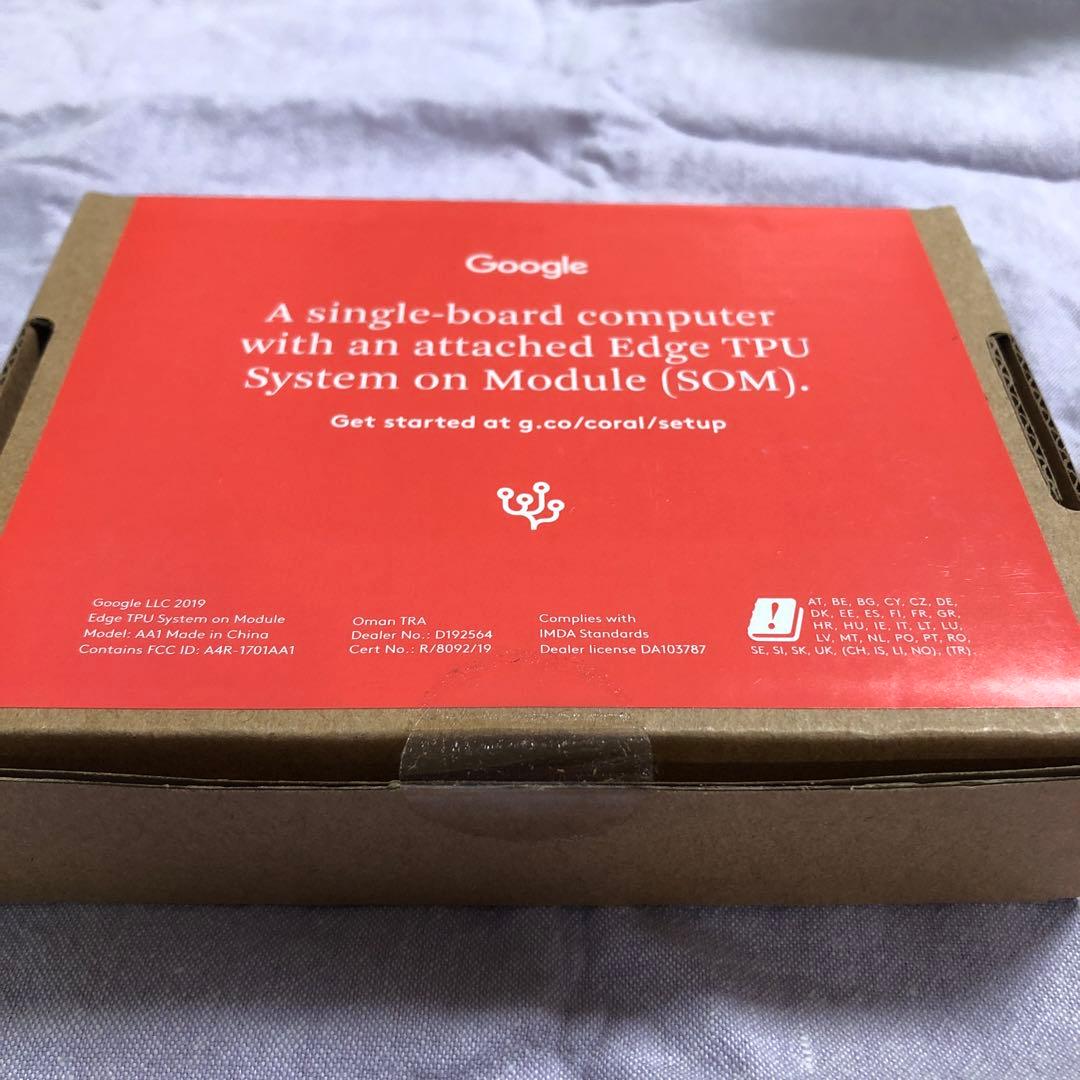 Google
A single-board computer
with an attached Edge TPU
System on Module (SOM).
Get started at g.co/coral/setup
Google LLC 2019
Edge TPU System on Module
Model: AA1 Made in China
Contains FCC ID: A4R-1701AA1
Oman TRA
Dealer No.: D192564
Cert No.: R/8092/19
Complies with
IMDA Standards
Dealer license DA103787
!
AT, BE, BG, CY, CZ, DE,
DK, EE, ES, FI, FR, GR,
HR, HU, IE, IT, LT, LU,
LV, MT, NL, PO, PT, RO,
SE, SI, SK, UK, (CH, IS, LI, NO), (TR).